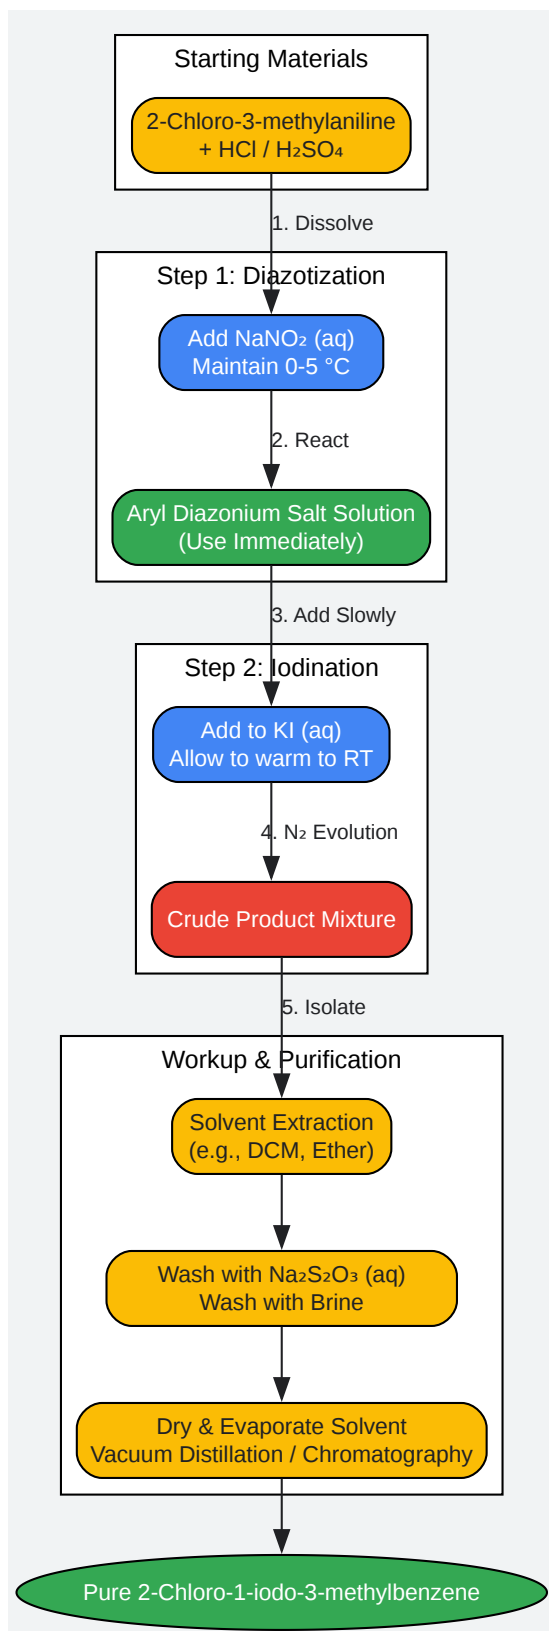 Starting Materials
2-Chloro-3-methylaniline
+ HCl / H₂SO₄
1. Dissolve
Step 1: Diazotization
Add NaNO₂ (aq)
Maintain 0-5 °C
2. React
Aryl Diazonium Salt Solution
(Use Immediately)
3. Add Slowly
Step 2: Iodination
Add to KI (aq)
Allow to warm to RT
4. N₂ Evolution
Crude Product Mixture
5. Isolate
Workup & Purification
Solvent Extraction
(e.g., DCM, Ether)
Wash with Na₂S₂O₃ (aq)
Wash with Brine
Dry & Evaporate Solvent
Vacuum Distillation / Chromatography
Pure 2-Chloro-1-iodo-3-methylbenzene